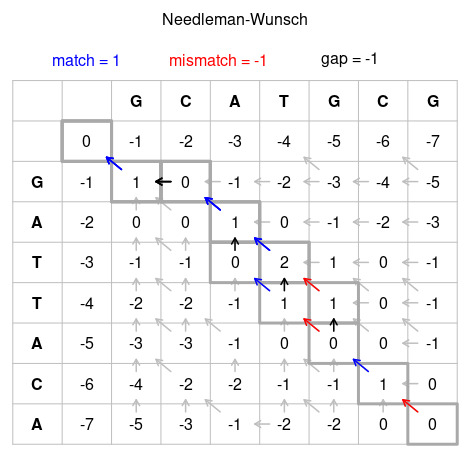 Needleman-Wunsch
match = 1 mismatch = -1 gap = -1
G C A T G C G
0 -1 -2 -3 -4 -5 -6 -7
G -1 1 0 -1 -2 -3 -4 -5
A -2 0 0 1 0 -1 -2 -3
T -3 -1 -1 0 2 1 0 -1
T -4 -2 -2 -1 1 1 0 -1
A -5 -3 -3 -1 0 0 0 -1
C -6 -4 -2 -2 -1 -1 1 0
A -7 -5 -3 -1 -2 -2 0 0